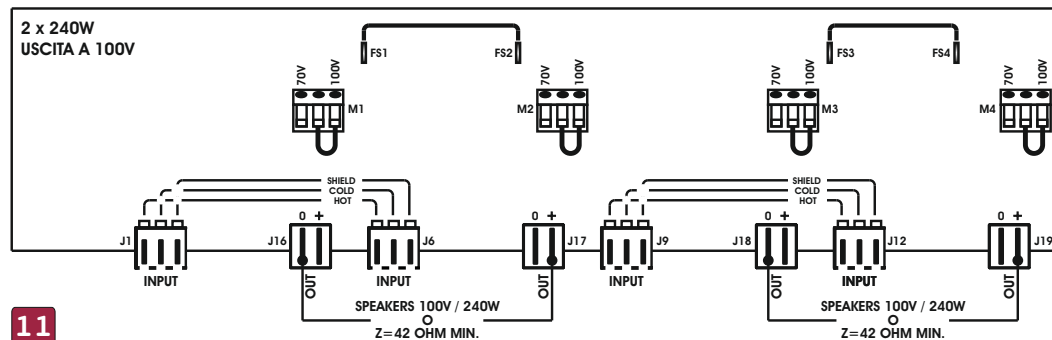 2 x 240W
USCITA A 100V
FS1
FS2
FS3
FS4
70V
100V
M1
70V
100V
M2
70V
100V
M3
70V
100V
M4
SHIELD
COLD
HOT
SHIELD
COLD
HOT
J1
INPUT
J16
0 +
OUT
J6
INPUT
0 +
J17
OUT
J9
INPUT
J18
0 +
OUT
J12
INPUT
0 +
J19
OUT
SPEAKERS 100V / 240W
Z=42 OHM MIN.
SPEAKERS 100V / 240W
Z=42 OHM MIN.
11